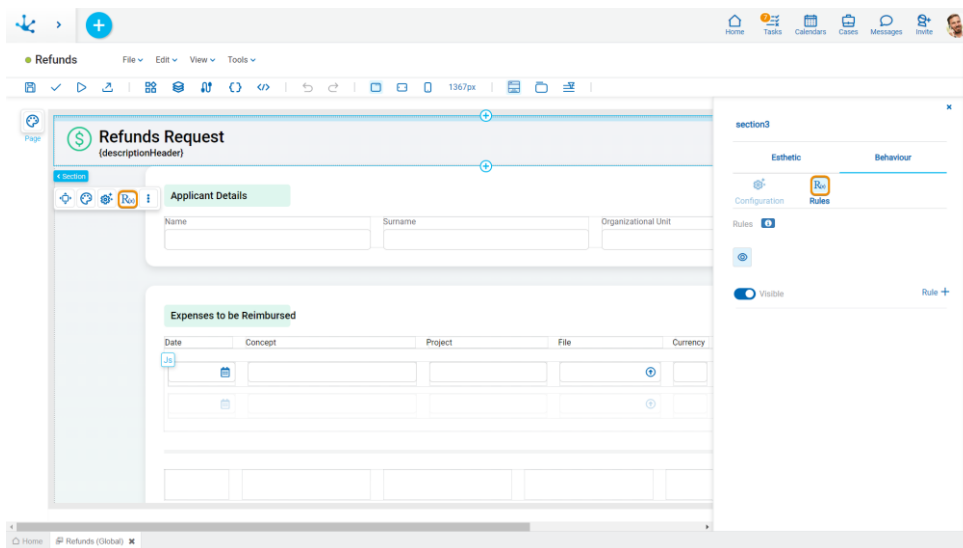 2
Home
Tasks
Calendars
Cases
Messages
Invite
Refunds
File
Edit
View
Tools
1367px
Page
Refunds Request
{descriptionHeader}
Section
R(x)
Applicant Details
Name
Surname
Organizational Unit
Expenses to be Reimbursed
Date
Concept
Project
File
Currency
Js
section3
Esthetic
Behaviour
Configuration
R(x)
Rules
Rules
Visible
Rule +
Home
Refunds (Global)